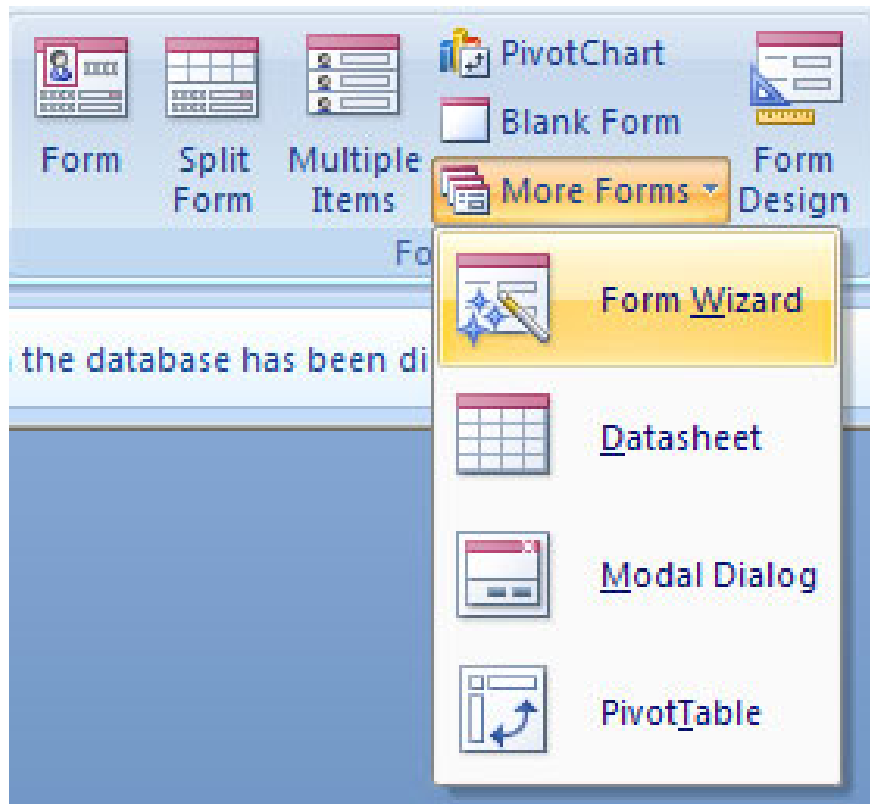 Form
Split
Form
Multiple
Items
PivotChart
Blank Form
More Forms
Form
Design
Fo
the database has been di
Form Wizard
Datasheet
Modal Dialog
PivotTable